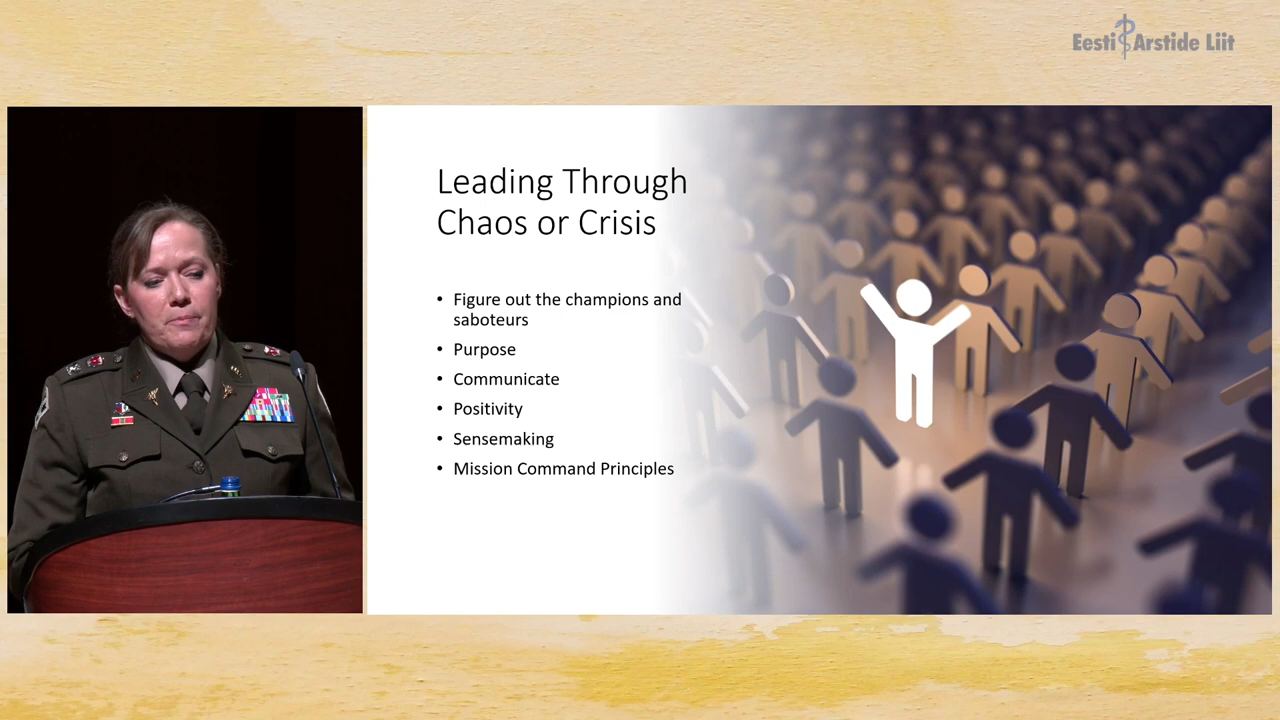 Eesti Arstide Liit
Leading Through
Chaos or Crisis
• Figure out the champions and
saboteurs
• Purpose
• Communicate
• Positivity
• Sensemaking
• Mission Command Principles